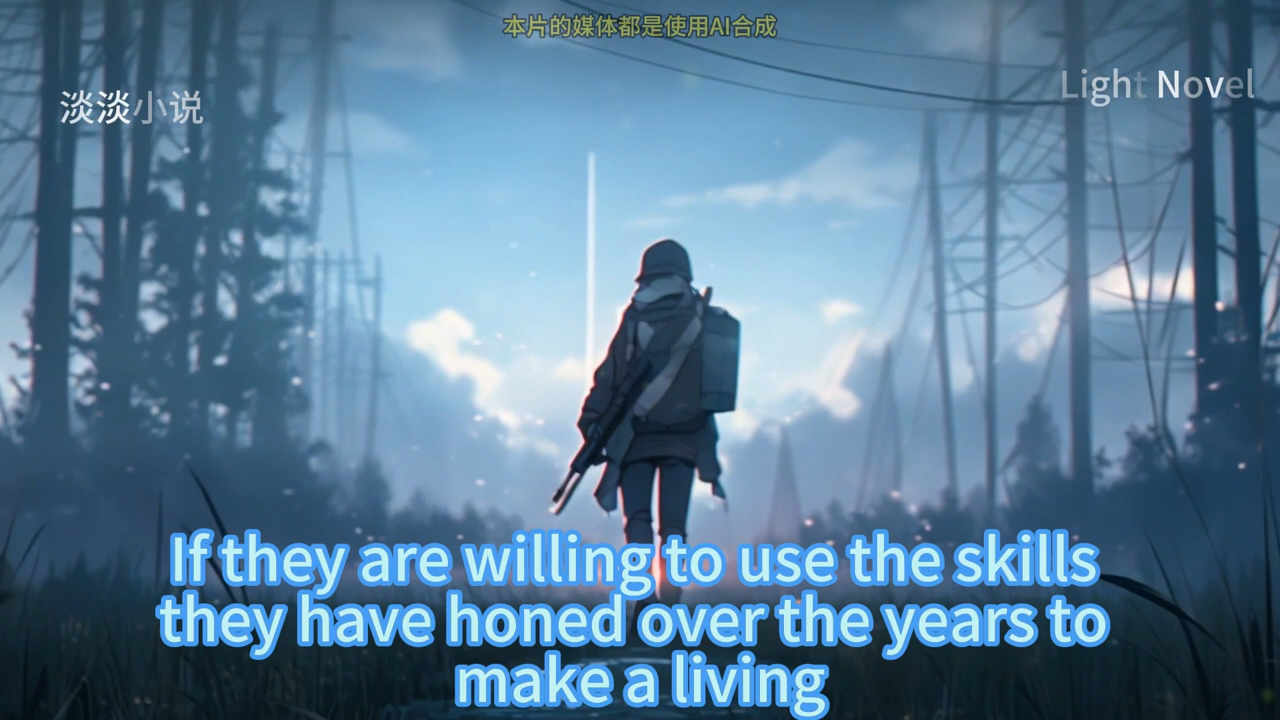 本片的媒体都是使用AI合成
淡淡小说
Light Novel
If they are willing to use the skills
they have honed over the years to
make a living